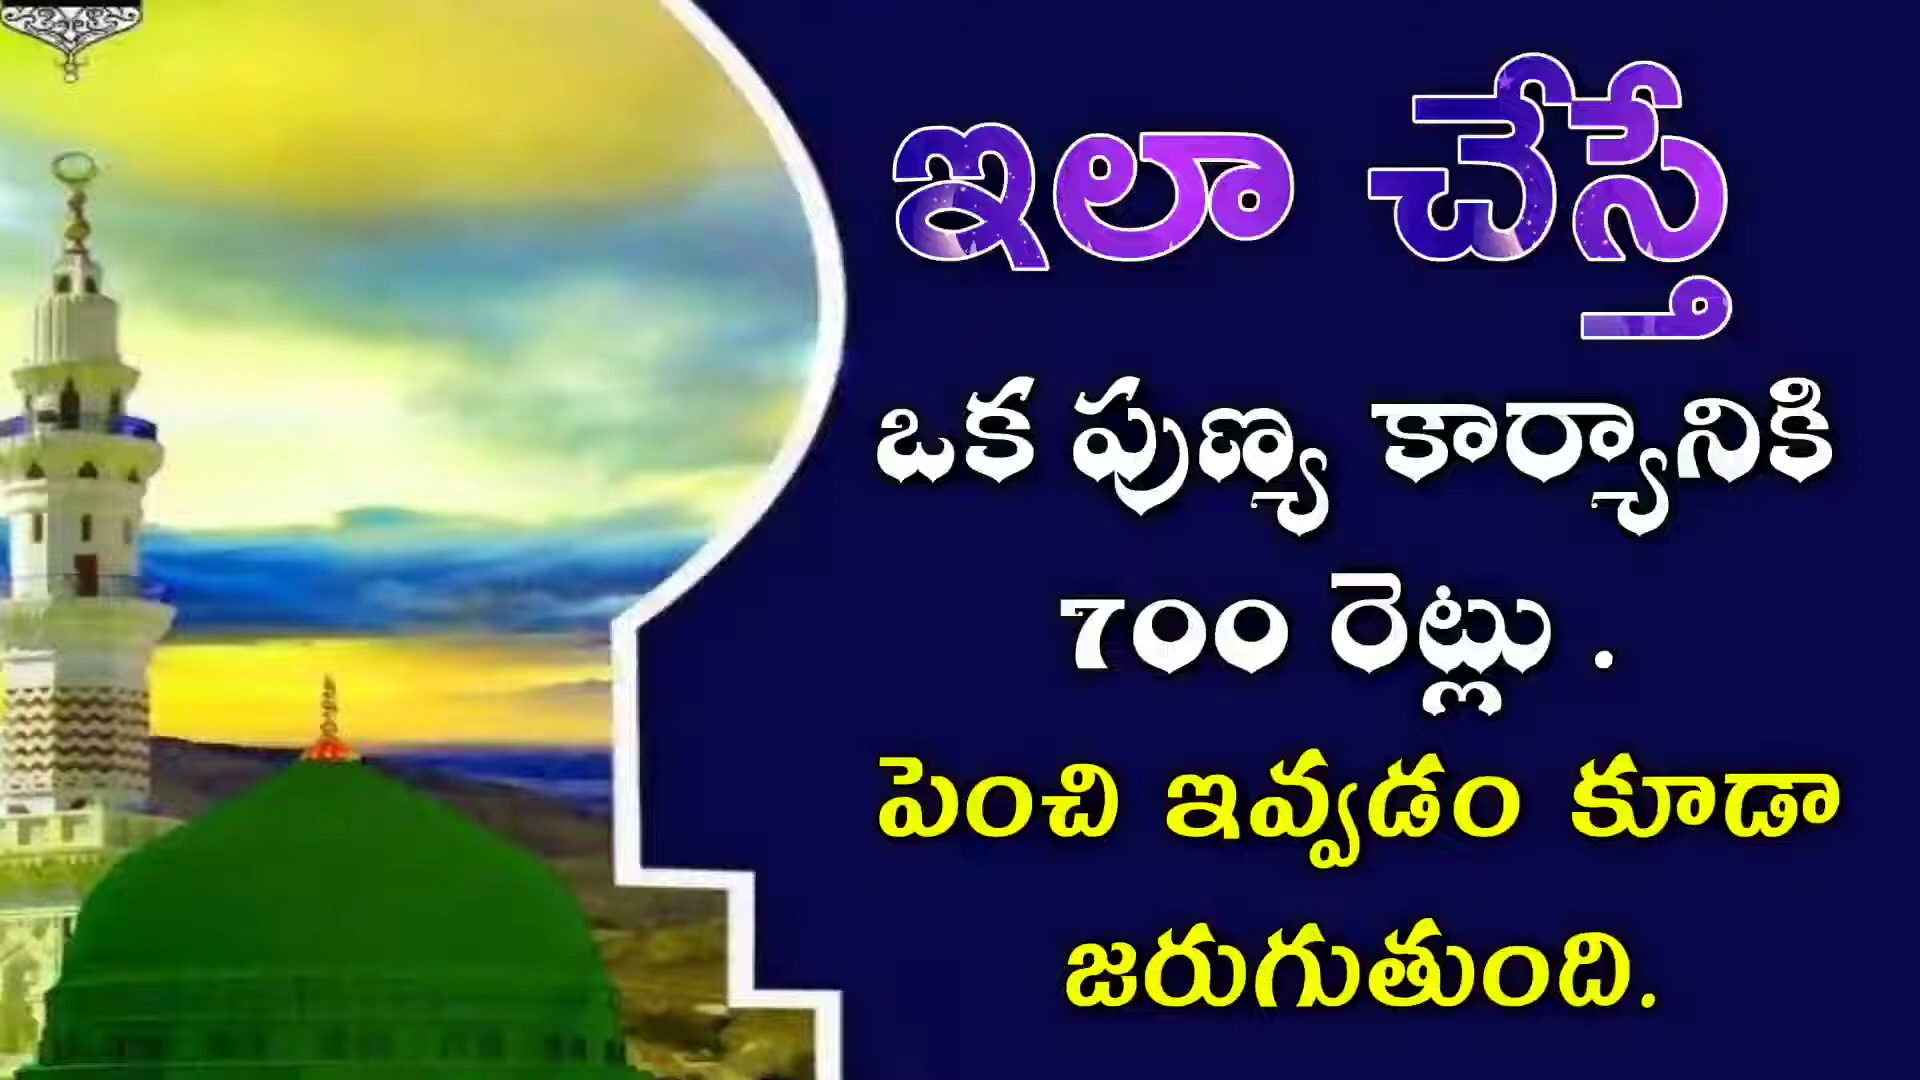 ఇలా చేస్తే
ఒక పుణ్య కార్యానికి
700 రెట్లు .
పెంచి ఇవ్వడం కూడా
జరుగుతుంది.